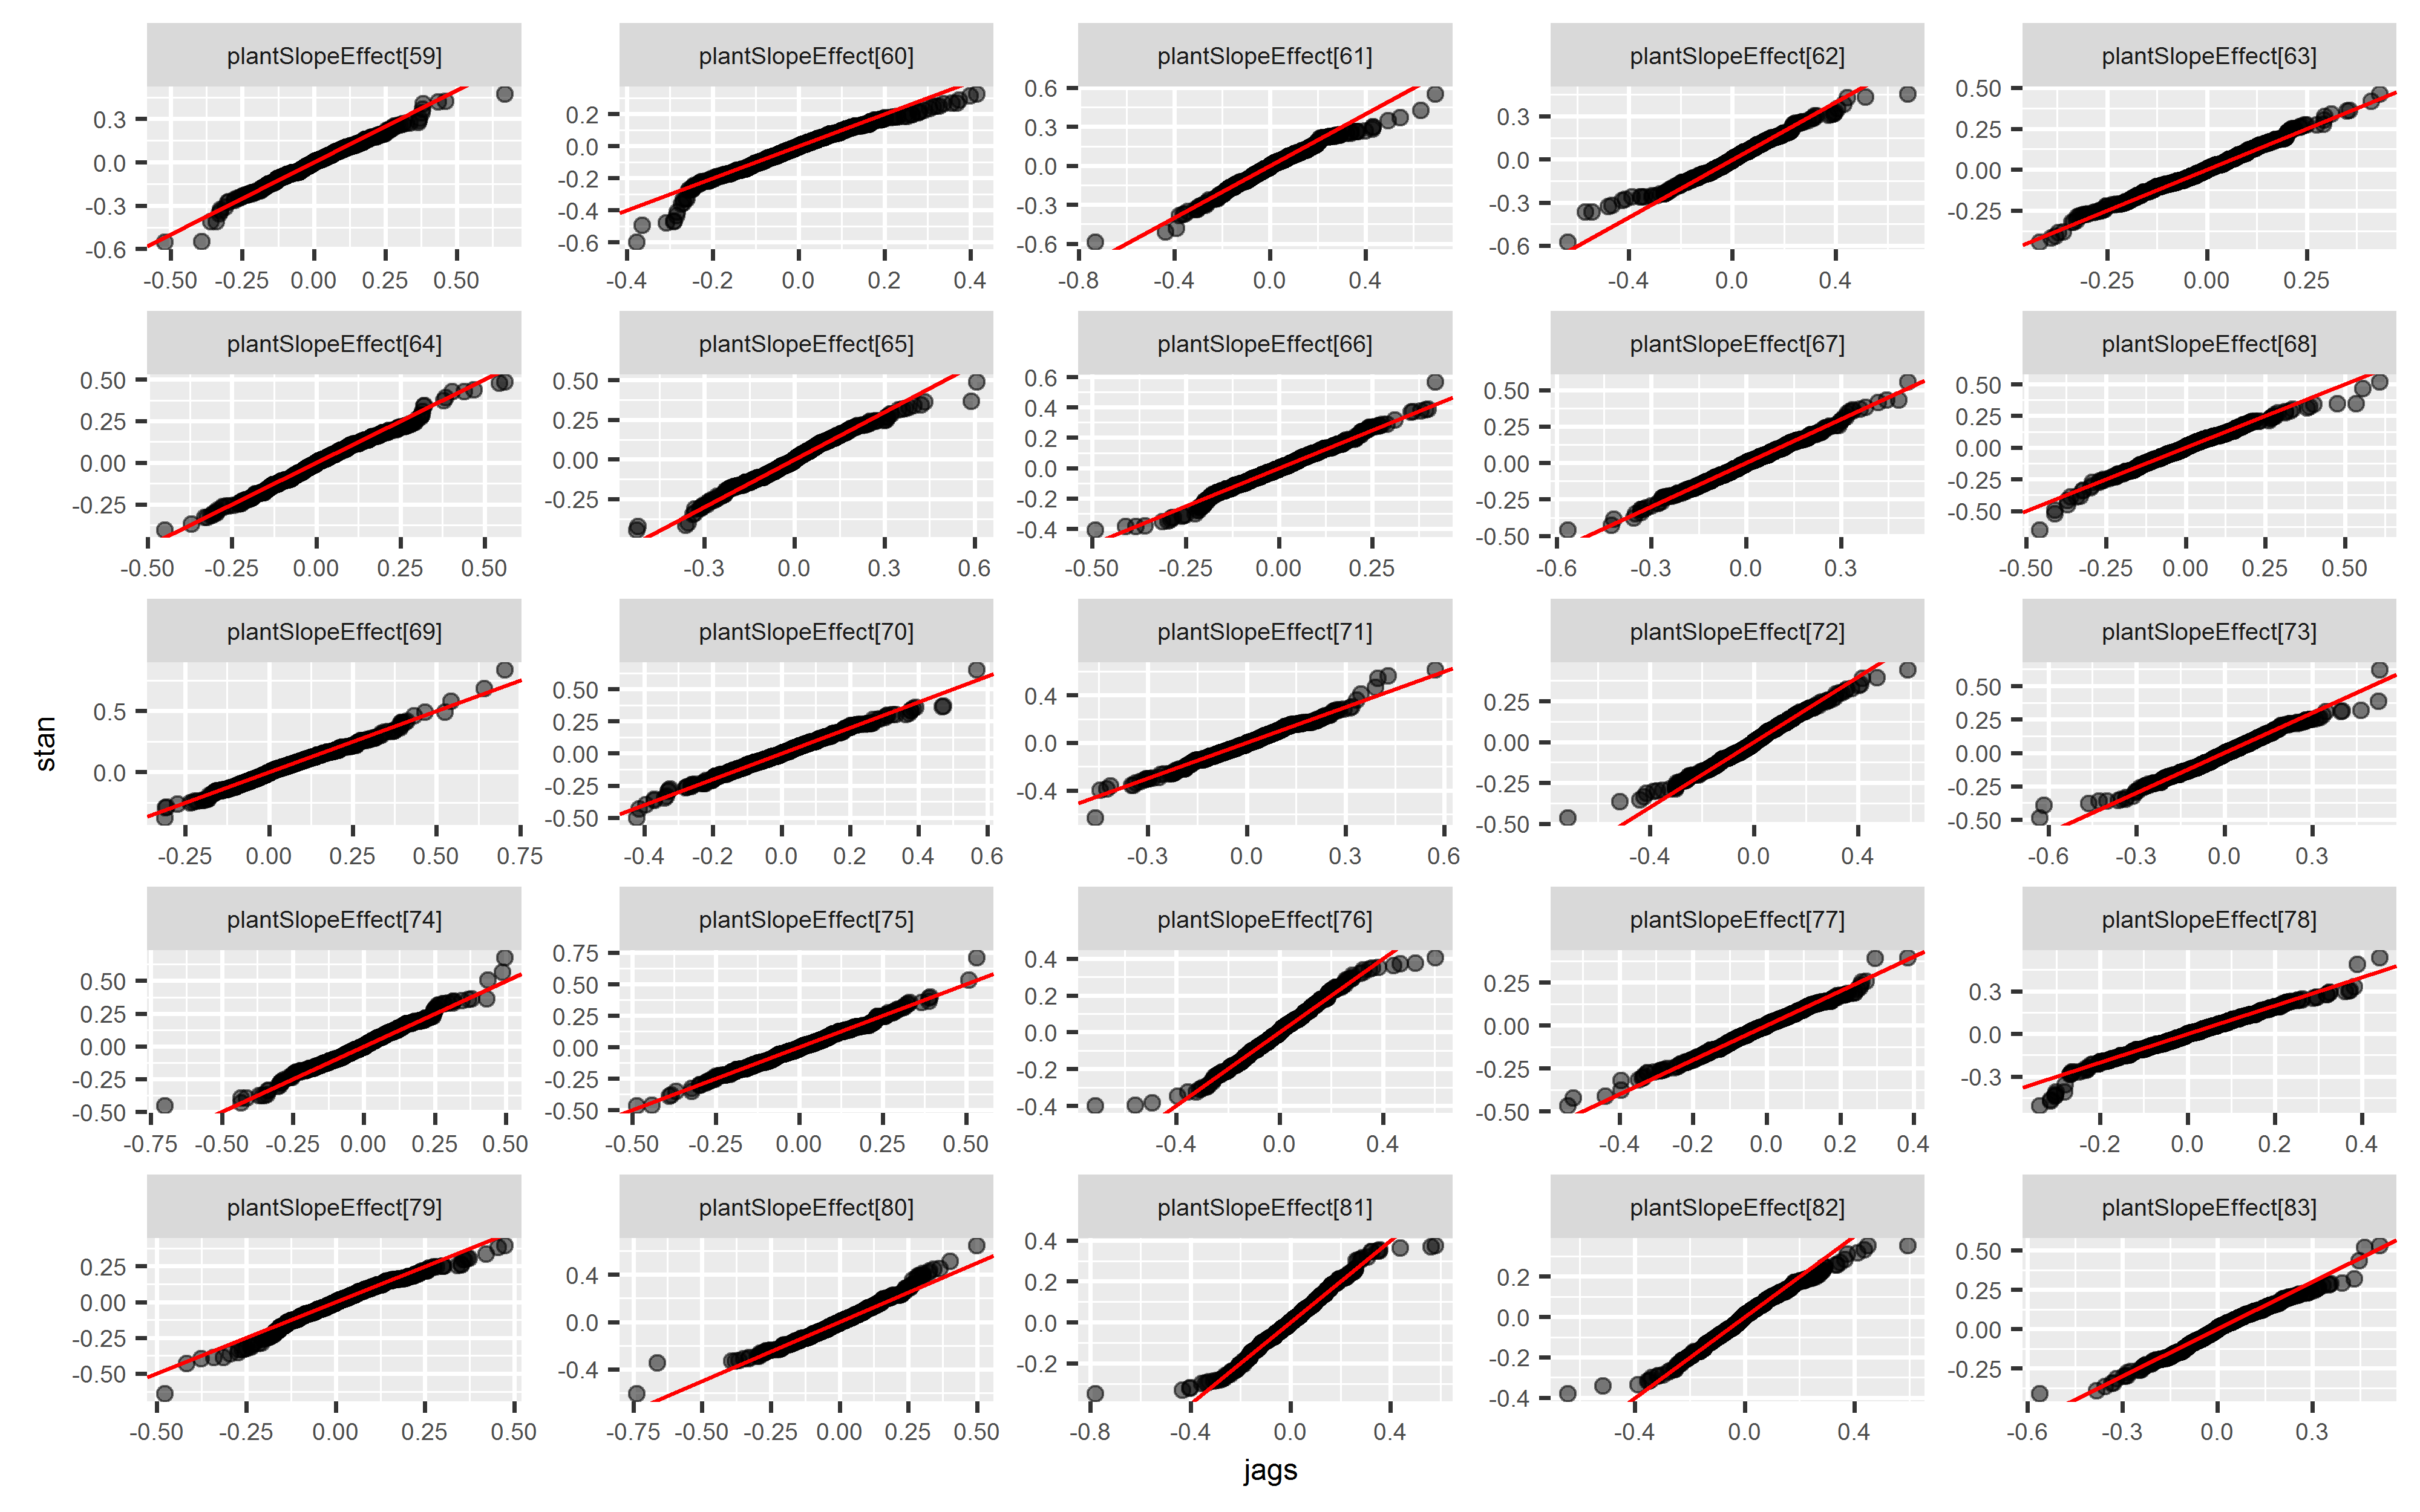 plantSlopeEffect[59] plantSlopeEffect[60] plantSlopeEffect[61] plantSlopeEffect[62] plantSlopeEffect[63]
0.3 0.0 -0.3 -0.6
-0.50 -0.25 0.00 0.25 0.50
0.2 0.0 -0.2 -0.4 -0.6
-0.4 -0.2 0.0 0.2 0.4
0.6 0.3 0.0 -0.3 -0.6
-0.8 -0.4 0.0 0.4
0.3 0.0 -0.3 -0.6
-0.4 0.0 0.4
0.50 0.25 0.00 -0.25
-0.25 0.00 0.25
plantSlopeEffect[64] plantSlopeEffect[65] plantSlopeEffect[66] plantSlopeEffect[67] plantSlopeEffect[68]
0.50 0.25 0.00 -0.25
-0.50 -0.25 0.00 0.25 0.50
0.50 0.25 0.00 -0.25
-0.3 0.0 0.3 0.6
0.6 0.4 0.2 0.0 -0.2 -0.4
-0.50 -0.25 0.00 0.25
0.50 0.25 0.00 -0.25 -0.50
-0.6 -0.3 0.0 0.3
0.50 0.25 0.00 -0.25 -0.50
-0.50 -0.25 0.00 0.25 0.50
plantSlopeEffect[69] plantSlopeEffect[70] plantSlopeEffect[71] plantSlopeEffect[72] plantSlopeEffect[73]
0.5 0.0
-0.25 0.00 0.25 0.50 0.75
0.50 0.25 0.00 -0.25 -0.50
-0.4 -0.2 0.0 0.2 0.4 0.6
0.4 0.0 -0.4
-0.3 0.0 0.3 0.6
0.25 0.00 -0.25 -0.50
-0.4 0.0 0.4
0.50 0.25 0.00 -0.25 -0.50
-0.6 -0.3 0.0 0.3
stan
plantSlopeEffect[74] plantSlopeEffect[75] plantSlopeEffect[76] plantSlopeEffect[77] plantSlopeEffect[78]
0.50 0.25 0.00 -0.25 -0.50
-0.75 -0.50 -0.25 0.00 0.25 0.50
0.75 0.50 0.25 0.00 -0.25 -0.50
-0.50 -0.25 0.00 0.25 0.50
0.4 0.2 0.0 -0.2 -0.4
-0.4 0.0 0.4
0.25 0.00 -0.25 -0.50
-0.4 -0.2 0.0 0.2 0.4
0.3 0.0 -0.3
-0.2 0.0 0.2 0.4
plantSlopeEffect[79] plantSlopeEffect[80] plantSlopeEffect[81] plantSlopeEffect[82] plantSlopeEffect[83]
0.25 0.00 -0.25 -0.50
-0.50 -0.25 0.00 0.25 0.50
0.4 0.0 -0.4
-0.75 -0.50 -0.25 0.00 0.25 0.50
0.4 0.2 0.0 -0.2
-0.8 -0.4 0.0 0.4
0.2 0.0 -0.2 -0.4
-0.4 0.0 0.4
0.50 0.25 0.00 -0.25
-0.6 -0.3 0.0 0.3
jags